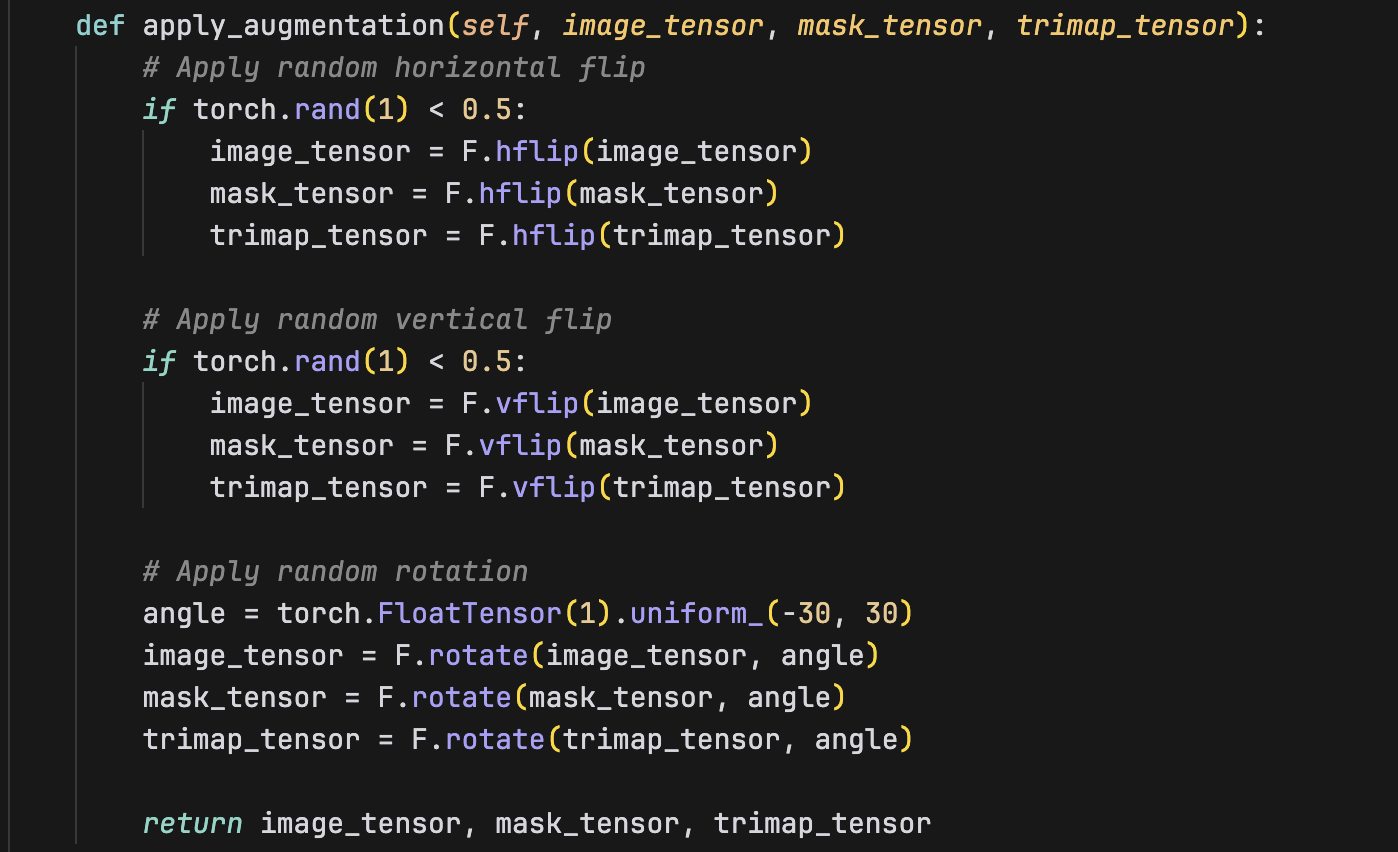 def apply_augmentation(self, image_tensor, mask_tensor, trimap_tensor):
    # Apply random horizontal flip
    if torch.rand(1) < 0.5:
        image_tensor = F.hflip(image_tensor)
        mask_tensor = F.hflip(mask_tensor)
        trimap_tensor = F.hflip(trimap_tensor)

    # Apply random vertical flip
    if torch.rand(1) < 0.5:
        image_tensor = F.vflip(image_tensor)
        mask_tensor = F.vflip(mask_tensor)
        trimap_tensor = F.vflip(trimap_tensor)

    # Apply random rotation
    angle = torch.FloatTensor(1).uniform_(-30, 30)
    image_tensor = F.rotate(image_tensor, angle)
    mask_tensor = F.rotate(mask_tensor, angle)
    trimap_tensor = F.rotate(trimap_tensor, angle)

    return image_tensor, mask_tensor, trimap_tensor